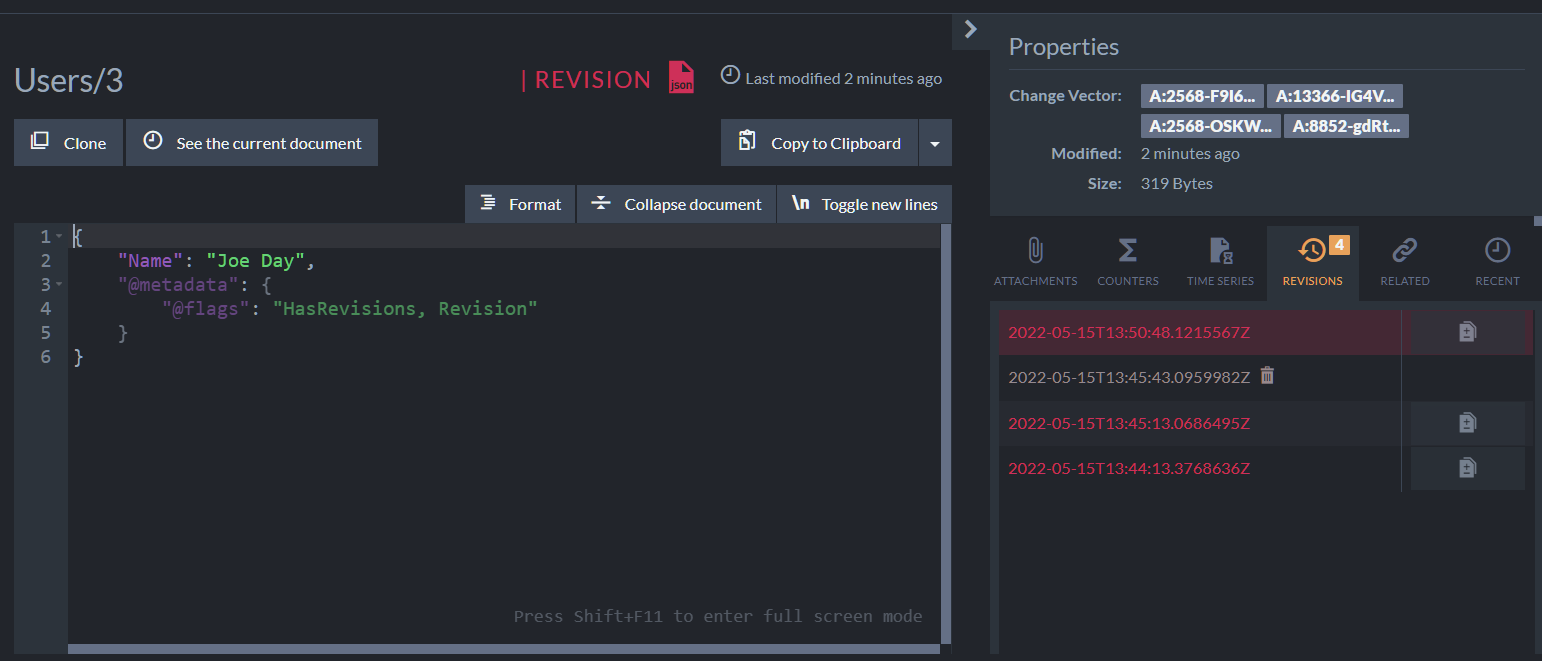 Users/3
| REVISION
json
Last modified 2 minutes ago
Clone
See the current document
Copy to Clipboard
Format
Collapse document
\n Toggle new lines
1 {
2 "Name": "Joe Day",
3 "@metadata": {
4 "@flags": "HasRevisions, Revision"
5 }
6 }
Press Shift+F11 to enter full screen mode
Properties
Change Vector: A:2568-F9I6... A:13366-IG4V...
A:2568-OSKW... A:8852-gdRt...
Modified: 2 minutes ago
Size: 319 Bytes
ATTACHMENTS
COUNTERS
TIME SERIES
4
REVISIONS
RELATED
RECENT
2022-05-15T13:50:48.1215567Z
2022-05-15T13:45:43.0959982Z
2022-05-15T13:45:13.0686495Z
2022-05-15T13:44:13.3768636Z